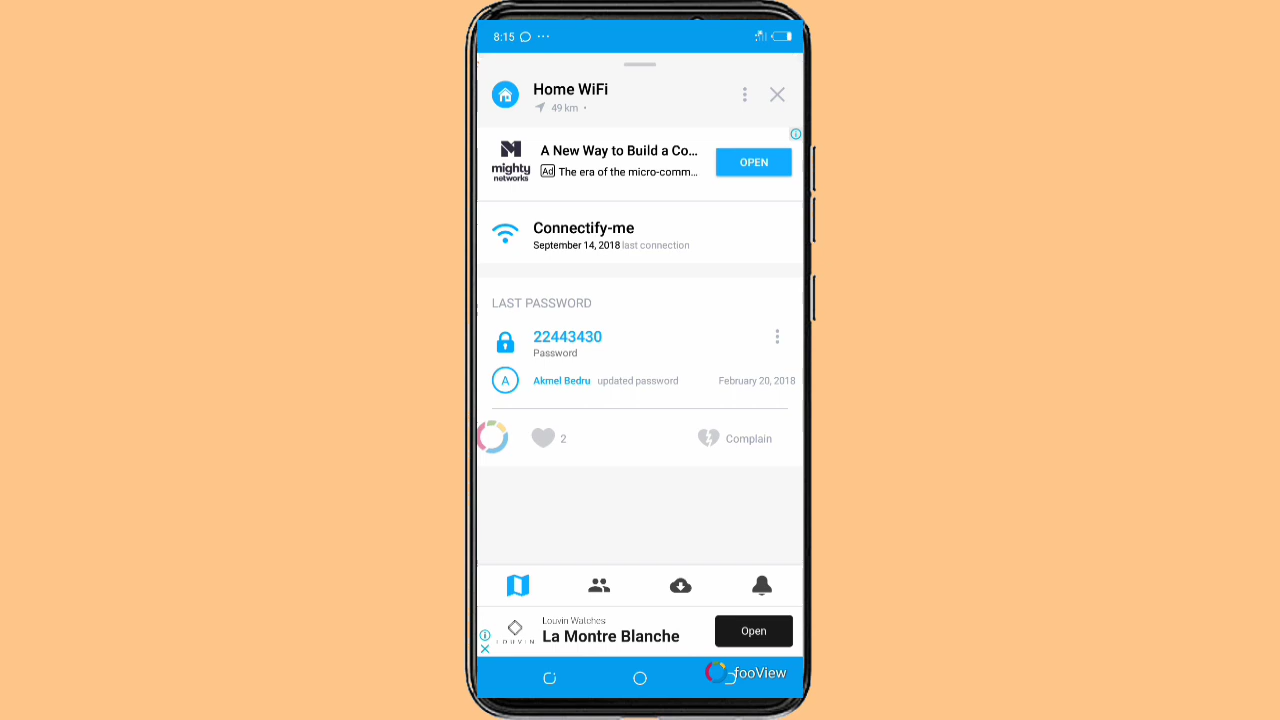 8:15
Home WiFi
49 km •
A New Way to Build a Co...
mighty
networks
Ad The era of the micro-comm...
OPEN
Connectify-me
September 14, 2018 last connection
LAST PASSWORD
22443430
Password
A
Akmel Bedru updated password February 20, 2018
2
Complain
Louvin Watches
LOUVIN
La Montre Blanche
Open
fooView